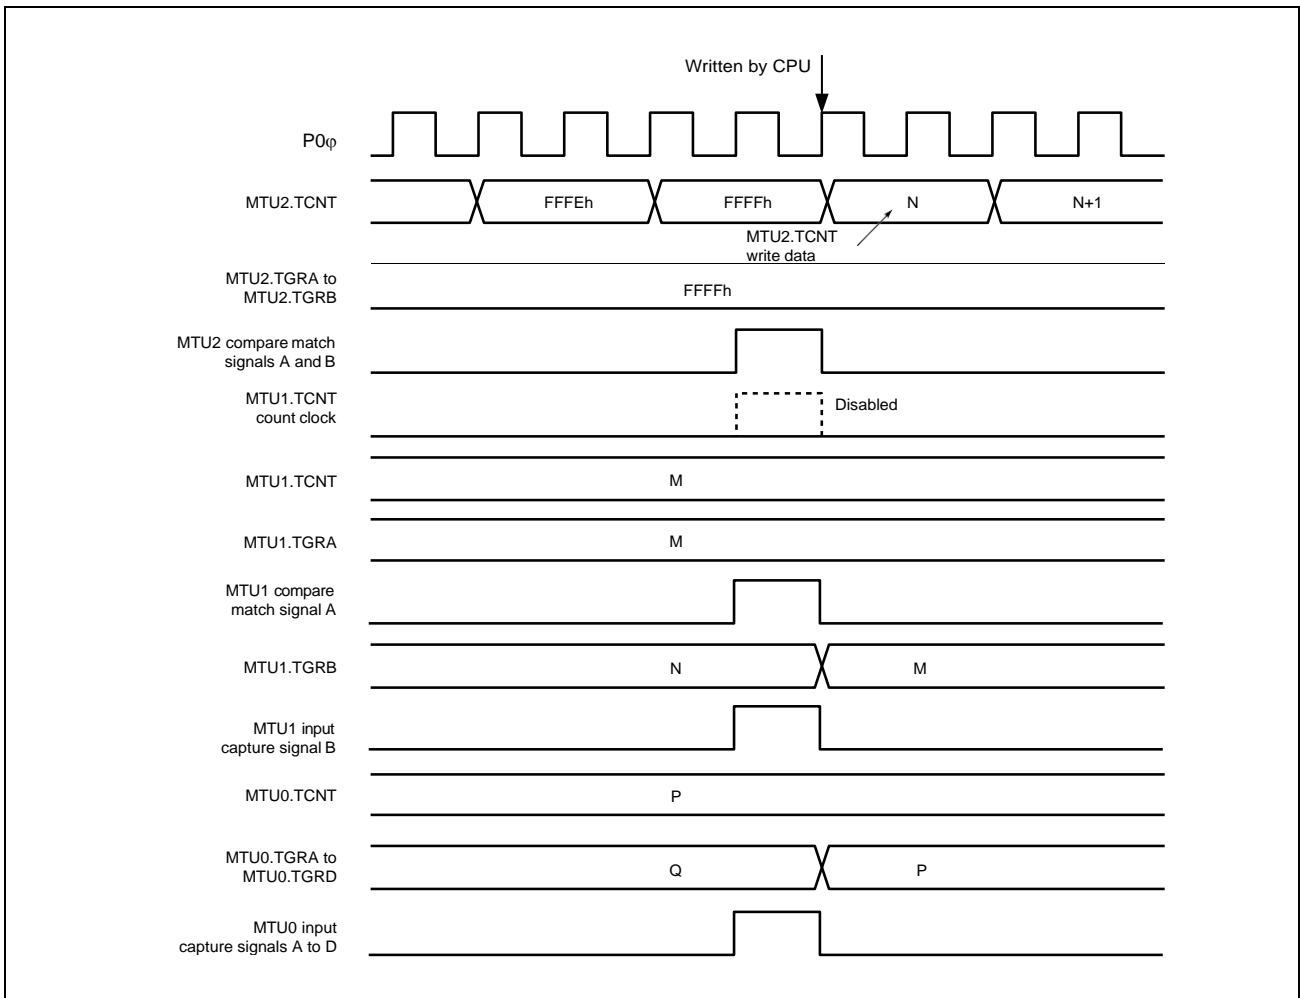 Written by CPU
P0φ
MTU2.TCNT
FFFEh
FFFFh
N
N+1
MTU2.TCNT
write data
MTU2.TGRA to
MTU2.TGRB
FFFFh
MTU2 compare match
signals A and B
MTU1.TCNT
count clock
Disabled
MTU1.TCNT
M
MTU1.TGRA
M
MTU1 compare
match signal A
MTU1.TGRB
N
M
MTU1 input
capture signal B
MTU0.TCNT
P
MTU0.TGRA to
MTU0.TGRD
Q
P
MTU0 input
capture signals A to D